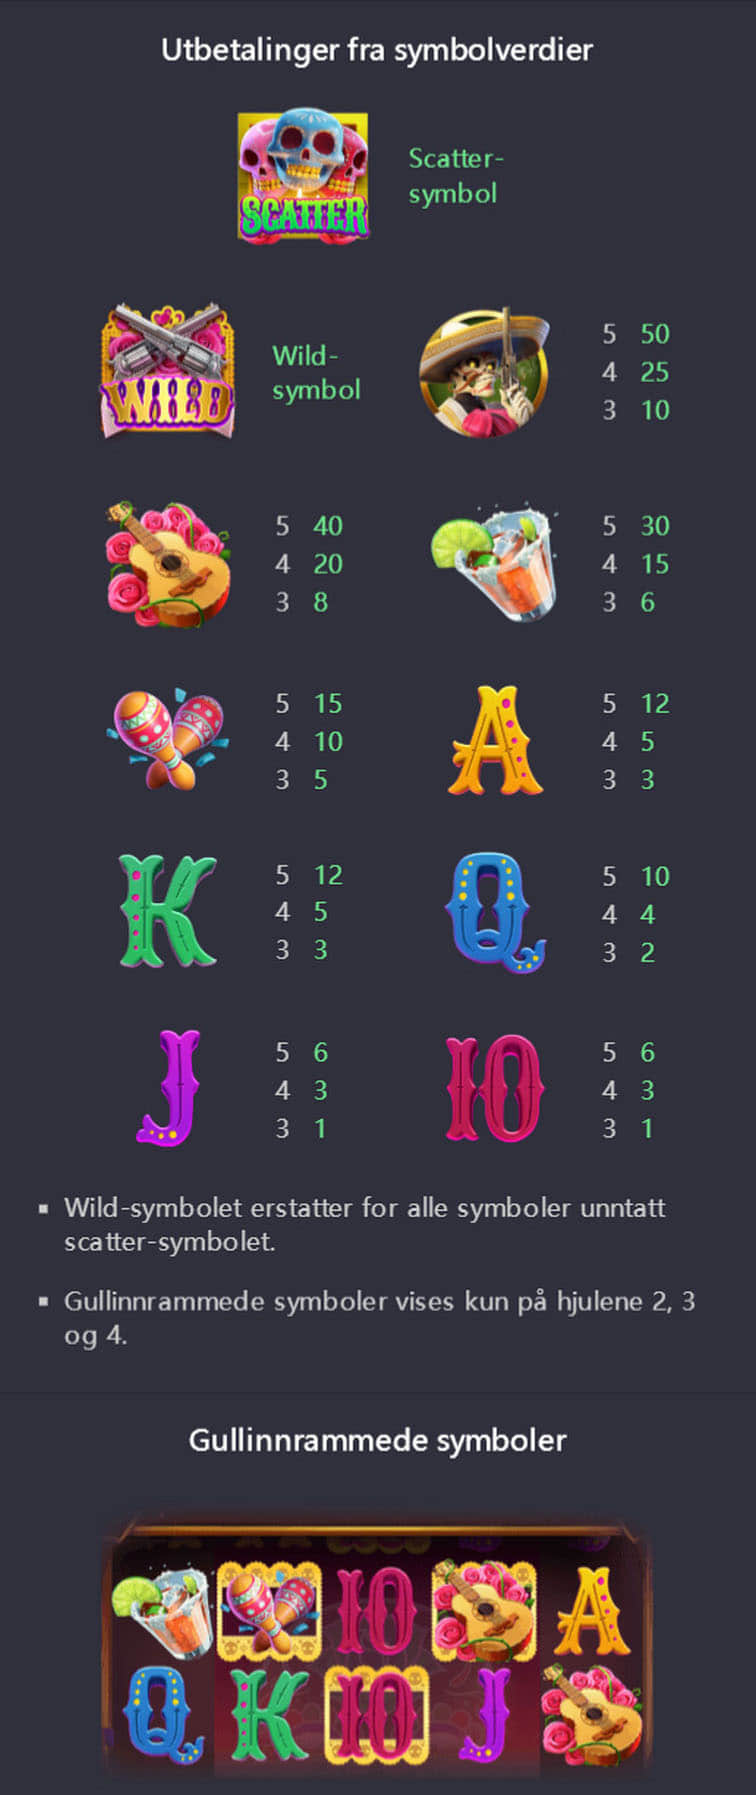 Utbetalinger fra symbolverdier
SCATTER
Scatter-
symbol
WILD
Wild-
symbol
5 50
4 25
3 10
5 40
4 20
3 8
5 30
4 15
3 6
5 15
4 10
3 5
A
5 12
4 5
3 3
K
5 12
4 5
3 3
Q
5 10
4 4
3 2
J
5 6
4 3
3 1
10
5 6
4 3
3 1
▪ Wild-symbolet erstatter for alle symboler unntatt
scatter-symbolet.
▪ Gullinnrammede symboler vises kun på hjulene 2, 3
og 4.
Gullinnrammede symboler
10 A
Q K 10 J